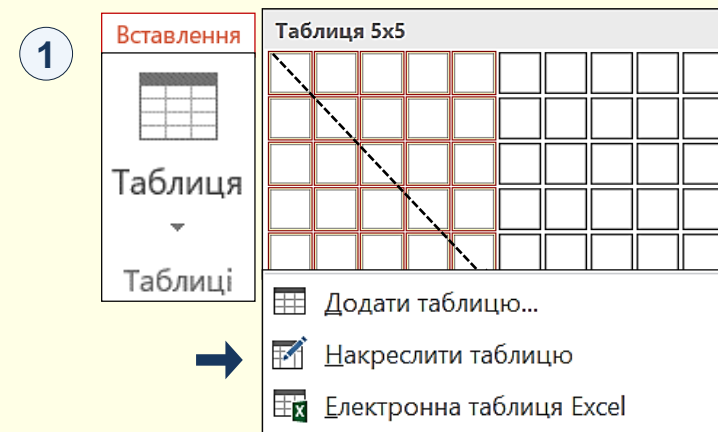 1
Вставлення
Таблиця
Таблиці
Таблиця 5x5
Додати таблицю...
Накреслити таблицю
Електронна таблиця Excel